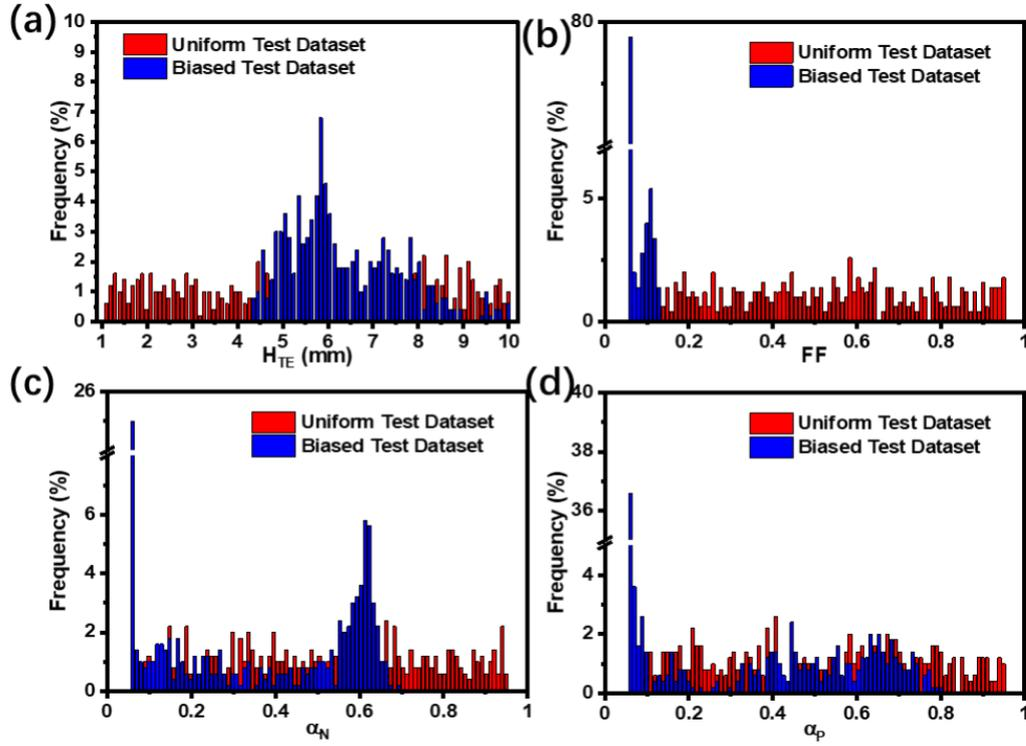 (a)
10
9
8
7
6
5
4
3
2
1
0
Frequency (%)
Uniform Test Dataset
Biased Test Dataset
1 2 3 4 5 6 7 8 9 10
H_TE (mm)
(b)
80
5
0
Frequency (%)
Uniform Test Dataset
Biased Test Dataset
0 0.2 0.4 0.6 0.8 1
FF
(c)
26
6
4
2
0
Frequency (%)
Uniform Test Dataset
Biased Test Dataset
0 0.2 0.4 0.6 0.8 1
α_N
(d)
40
38
36
4
2
0
Frequency (%)
Uniform Test Dataset
Biased Test Dataset
0 0.2 0.4 0.6 0.8 1
α_P